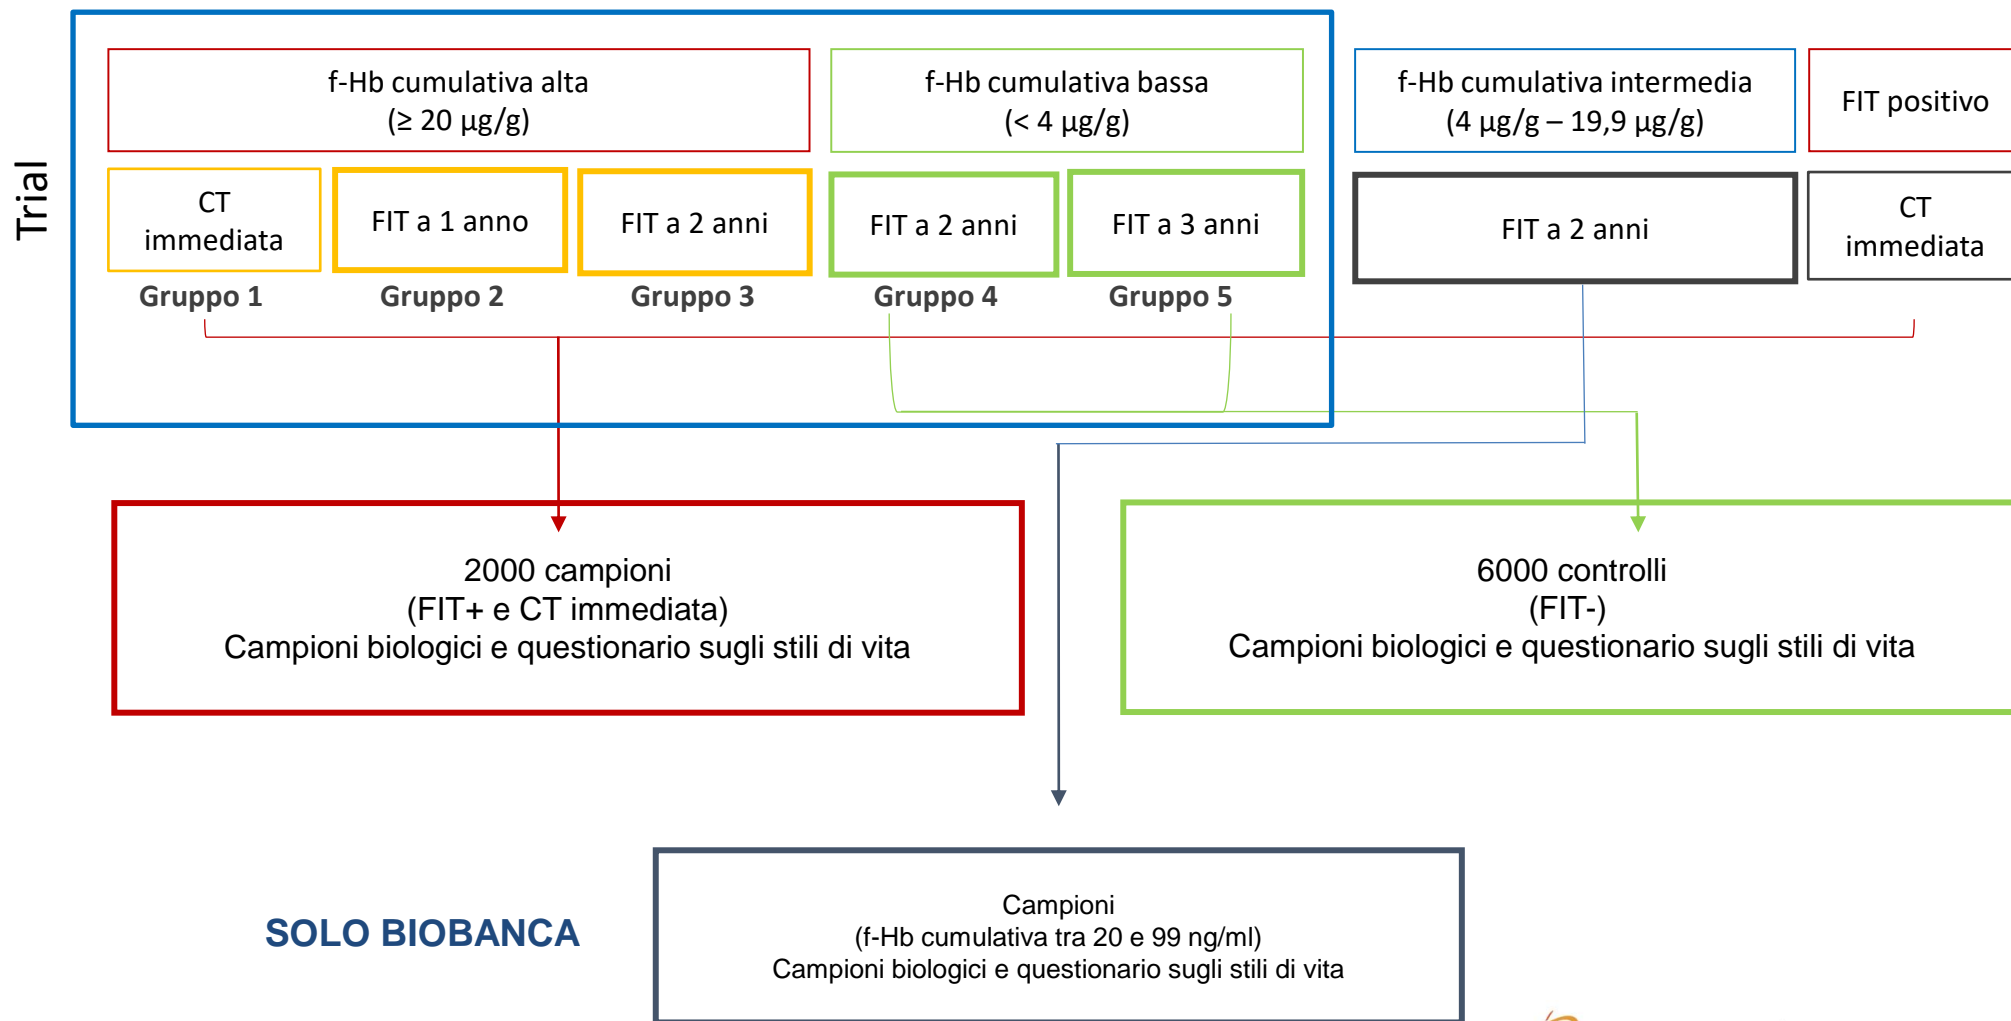 Trial
f-Hb cumulativa alta
(≥ 20 µg/g)
f-Hb cumulativa bassa
(< 4 µg/g)
f-Hb cumulativa intermedia
(4 µg/g – 19,9 µg/g)
FIT positivo
CT
immediata
FIT a 1 anno
FIT a 2 anni
FIT a 2 anni
FIT a 3 anni
FIT a 2 anni
CT
immediata
Gruppo 1
Gruppo 2
Gruppo 3
Gruppo 4
Gruppo 5
2000 campioni
(FIT+ e CT immediata)
Campioni biologici e questionario sugli stili di vita
6000 controlli
(FIT-)
Campioni biologici e questionario sugli stili di vita
SOLO BIOBANCA
Campioni
(f-Hb cumulativa tra 20 e 99 ng/ml)
Campioni biologici e questionario sugli stili di vita